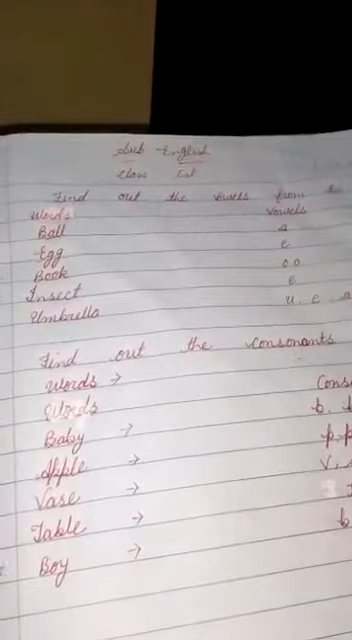 Sub - English
Class Ist
Find out the vowels from
Words Vowels
Ball a
Egg e
Book oo
Insect e
Umbrella u, e, a
Find out the consonants
Words →
Words Cons
Baby → b, b
Apple → p, p
Vase → v,
Table →
Boy → b